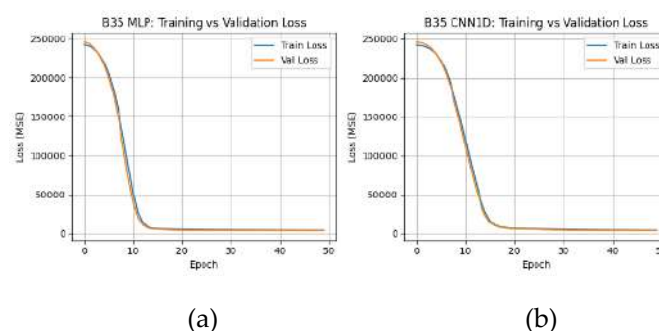 B35 MLP: Training vs Validation Loss
250000
200000
150000
100000
50000
0
Loss (MSE)
Train Loss
Val Loss
0 10 20 30 40 50
Epoch
(a)
B35 CNN1D: Training vs Validation Loss
250000
200000
150000
100000
50000
0
Loss (MSE)
Train Loss
Val Loss
0 10 20 30 40
Epoch
(b)